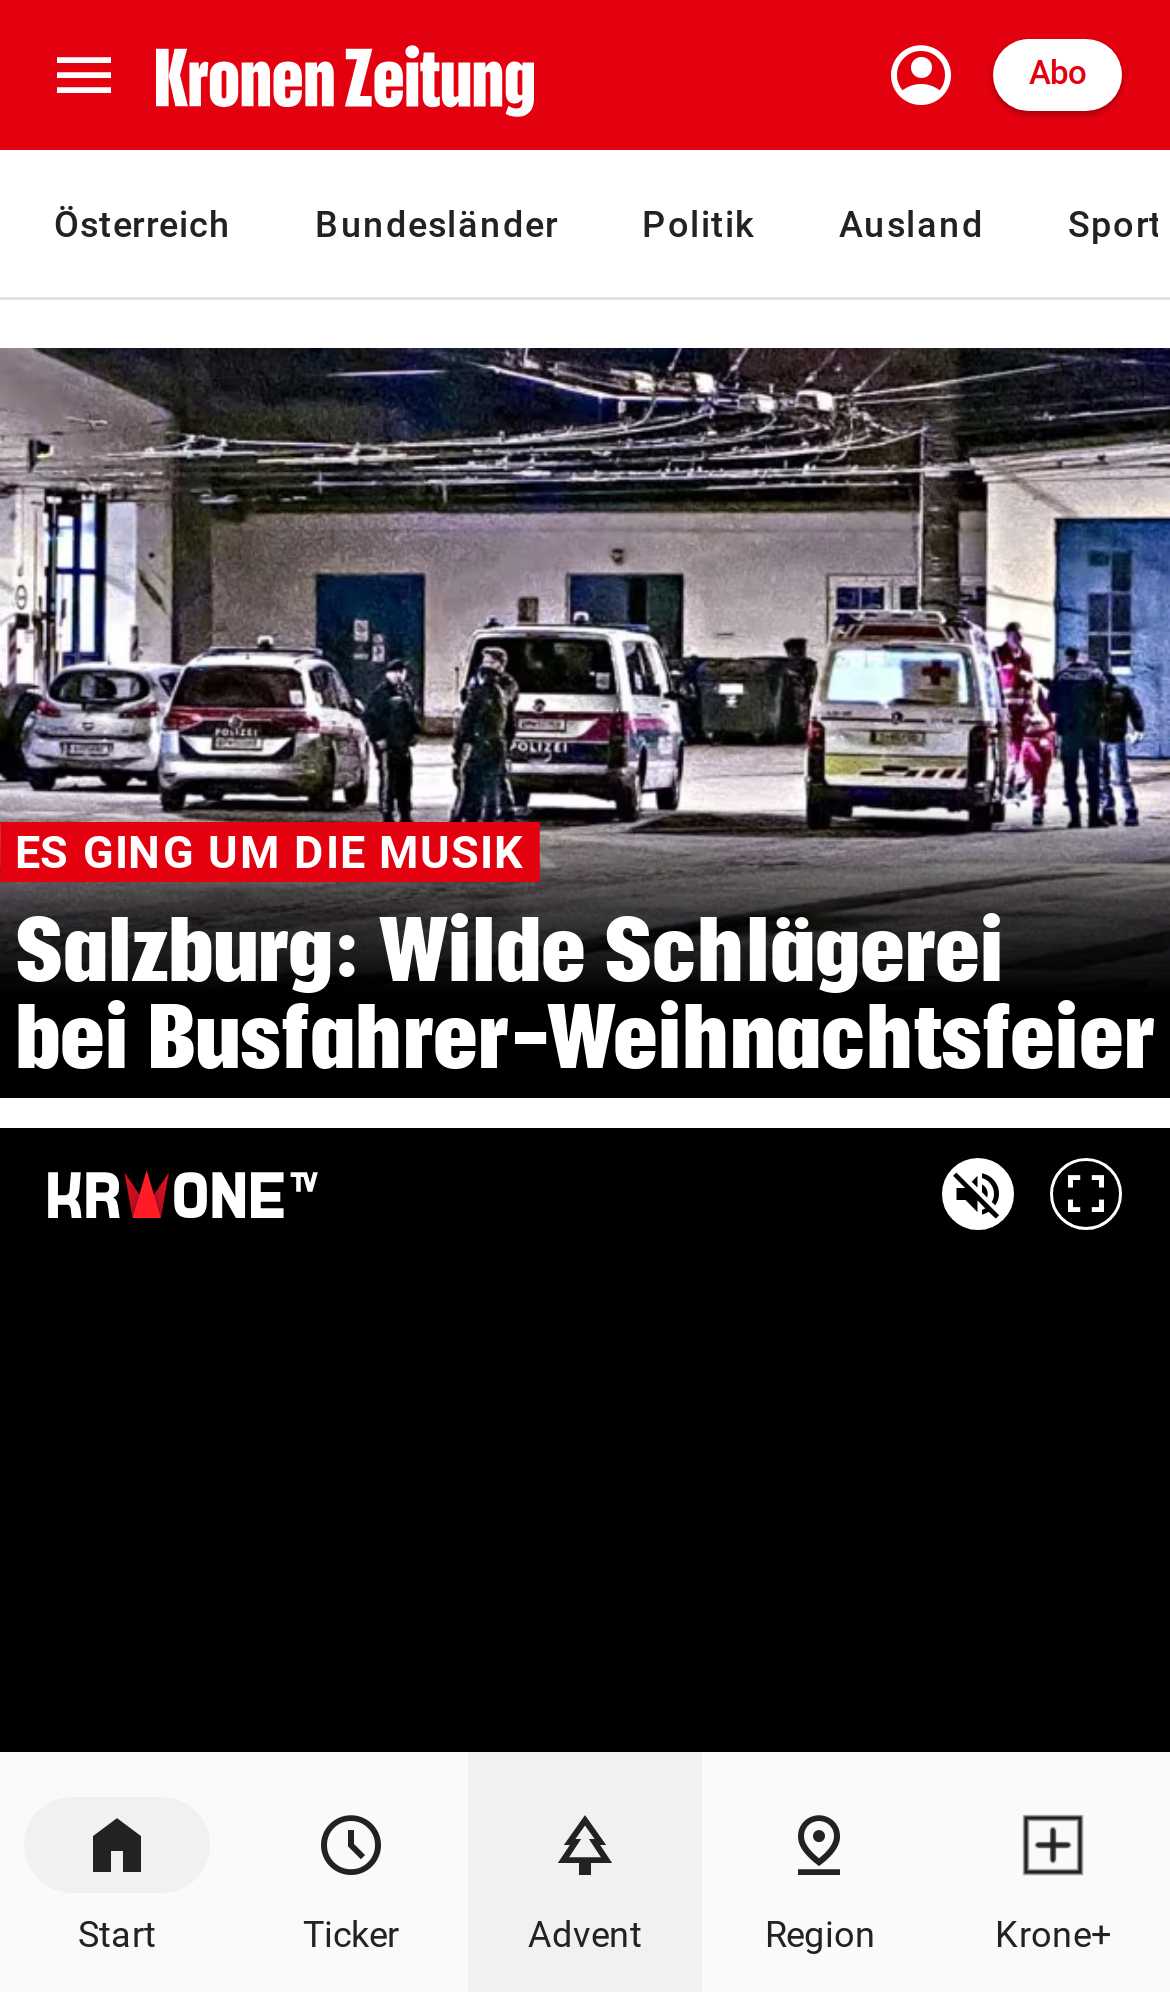 Kronen Zeitung
Abo
Österreich Bundesländer Politik Ausland Sport
POLIZEI
POLIZEI
ES GING UM DIE MUSIK
Salzburg: Wilde Schlägerei
bei Busfahrer-Weihnachtsfeier
KRONE TV
Start Ticker Advent Region Krone+